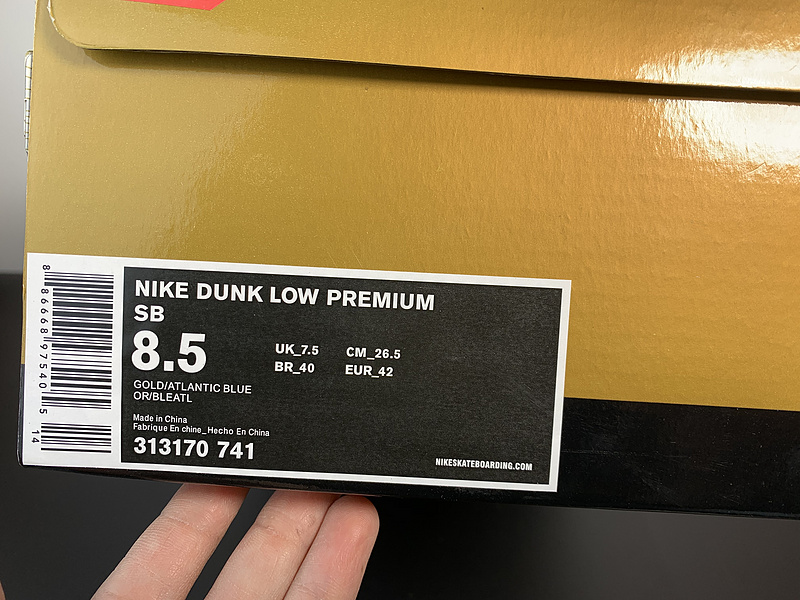 NIKE DUNK LOW PREMIUM
SB
8.5
UK_7.5 CM_26.5
BR_40 EUR_42
GOLD/ATLANTIC BLUE
OR/BLEATL
Made in China
Fabrique En chine_Hecho En China
313170 741
NIKESKATEBOARDING.COM
8 86668 97540 5
14